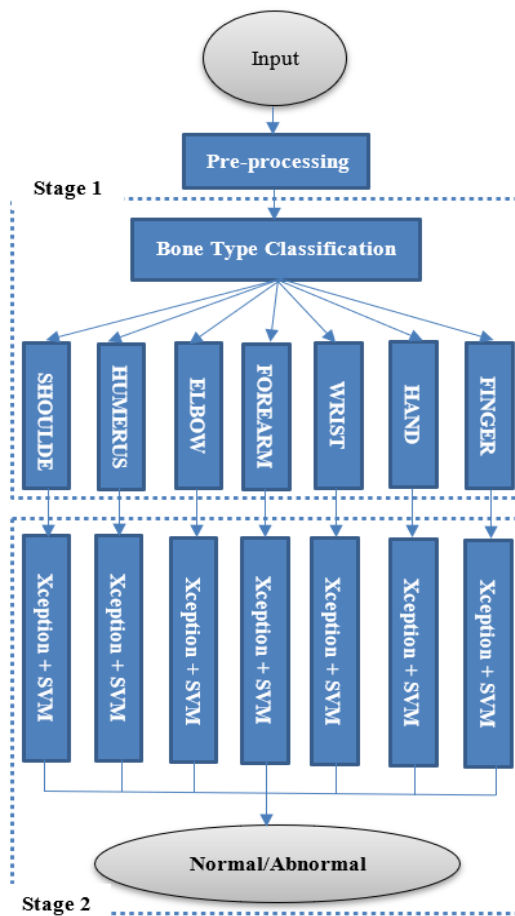 Input
Pre-processing
Stage 1
Bone Type Classification
SHOULDE
HUMERUS
ELBOW
FOREARM
WRIST
HAND
FINGER
Xception + SVM
Xception + SVM
Xception + SVM
Xception + SVM
Xception + SVM
Xception + SVM
Xception + SVM
Normal/Abnormal
Stage 2